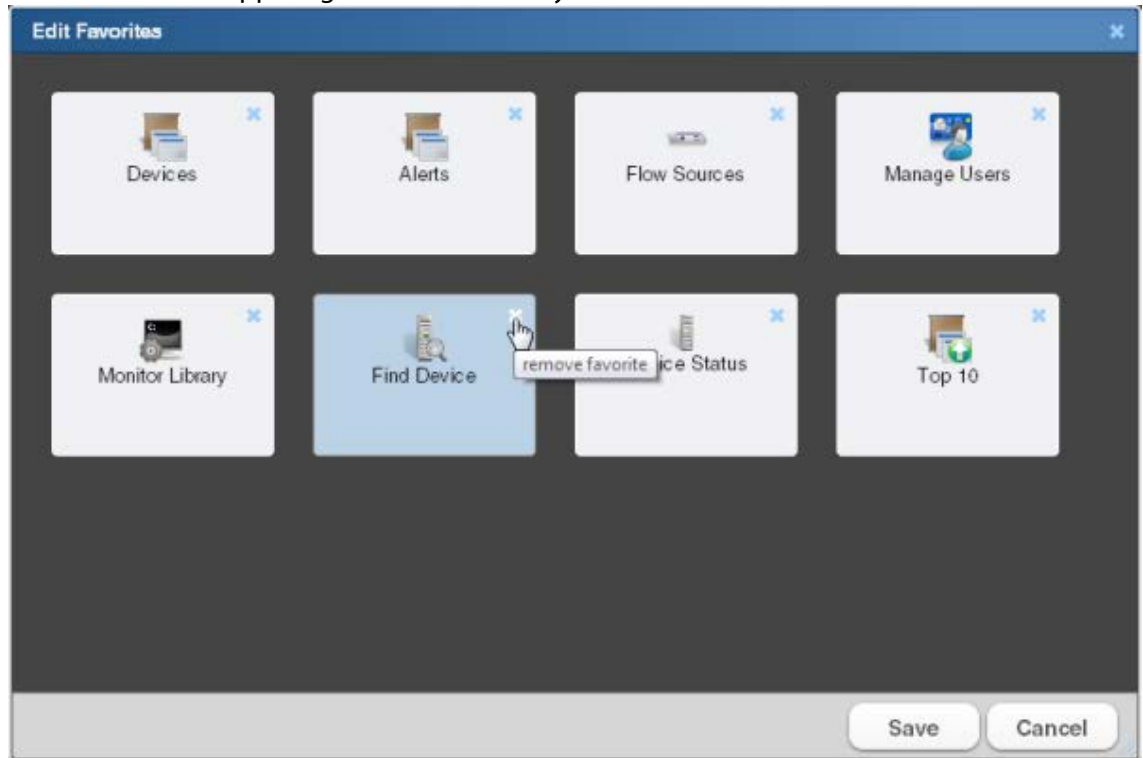 Edit Favorites
Devices
Alerts
Flow Sources
Manage Users
Monitor Library
Find Device
remove favorite
ice Status
Top 10
Save
Cancel